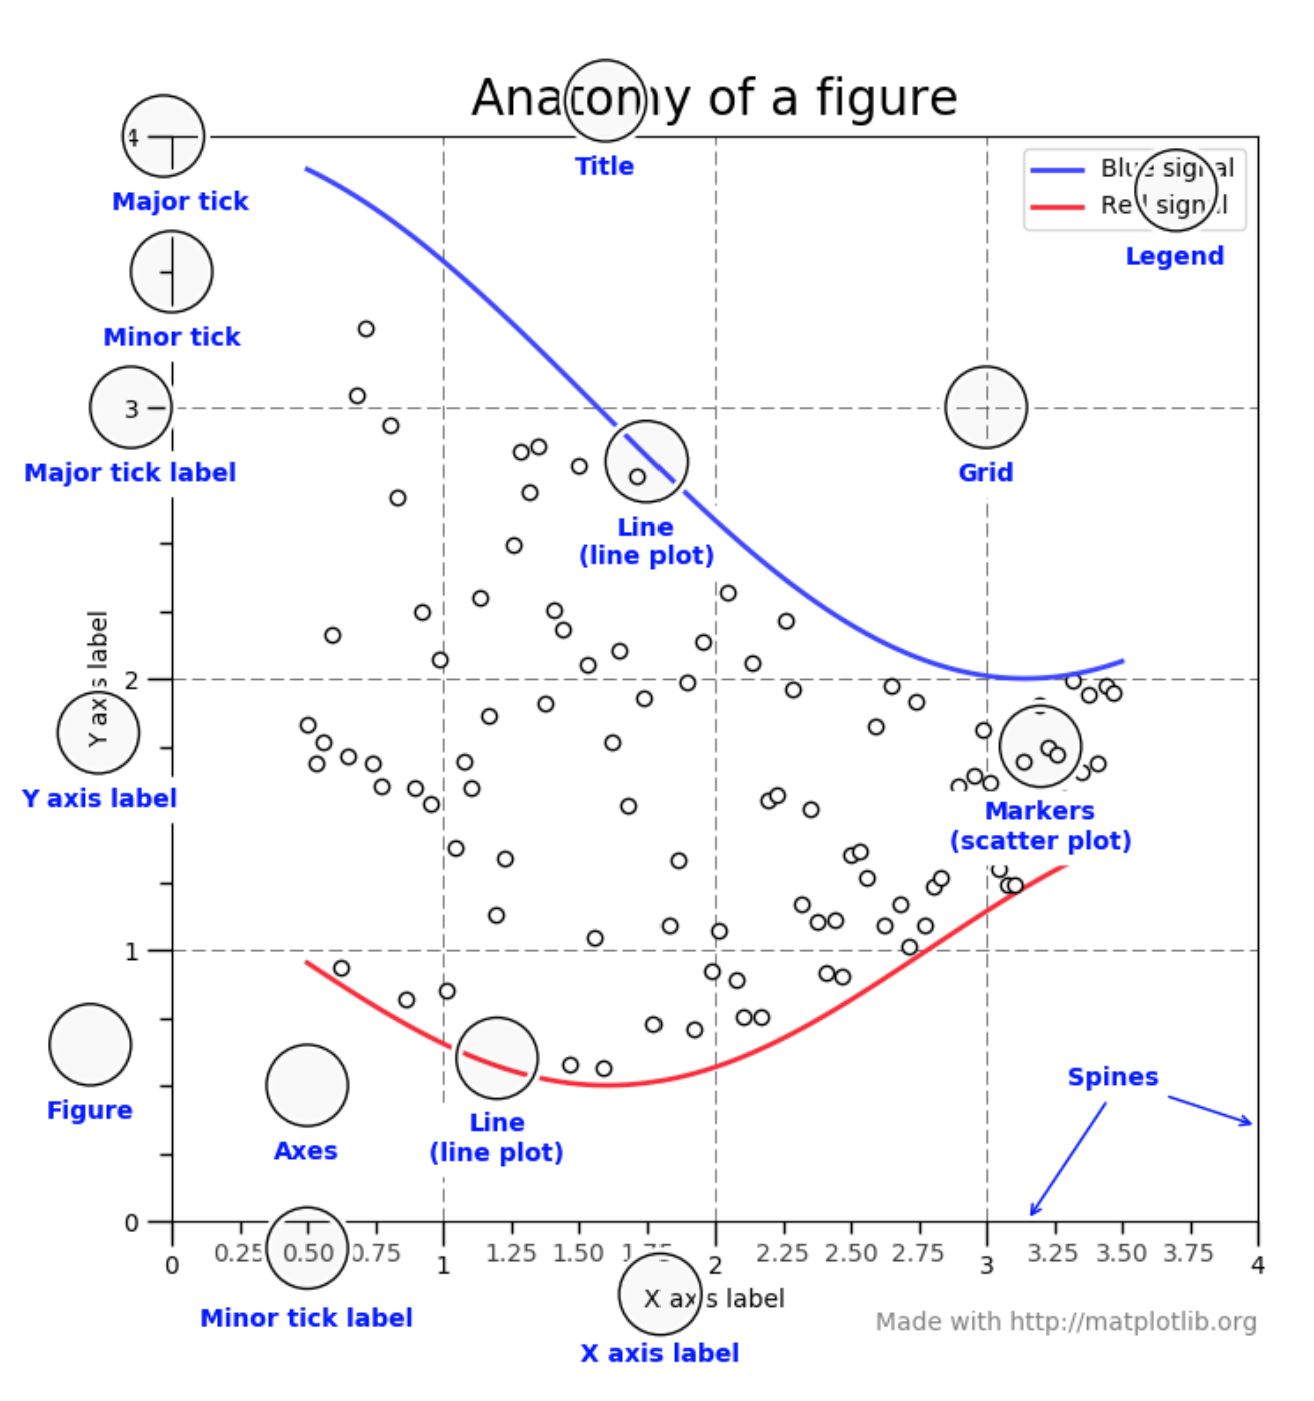 Anatomy of a figure
4
Title
Blue signal
Major tick
Red signal
Legend
Minor tick
3
Major tick label
Grid
Line
(line plot)
2
Y axis label
Y axis label
Markers
(scatter plot)
1
Spines
Figure
Line
Axes
(line plot)
0
0.25 0.50 0.75 1.25 1.50 1.75 2.25 2.50 2.75 3.25 3.50 3.75
0 1 2 3 4
X axis label
Minor tick label
Made with http://matplotlib.org
X axis label